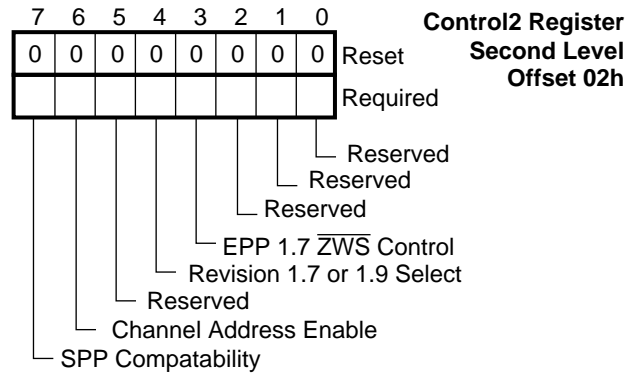 7 6 5 4 3 2 1 0
Control2 Register
Second Level
Offset 02h
0 0 0 0 0 0 0 0 Reset
Required
Reserved
Reserved
Reserved
EPP 1.7 ZWS Control
Revision 1.7 or 1.9 Select
Reserved
Channel Address Enable
SPP Compatability